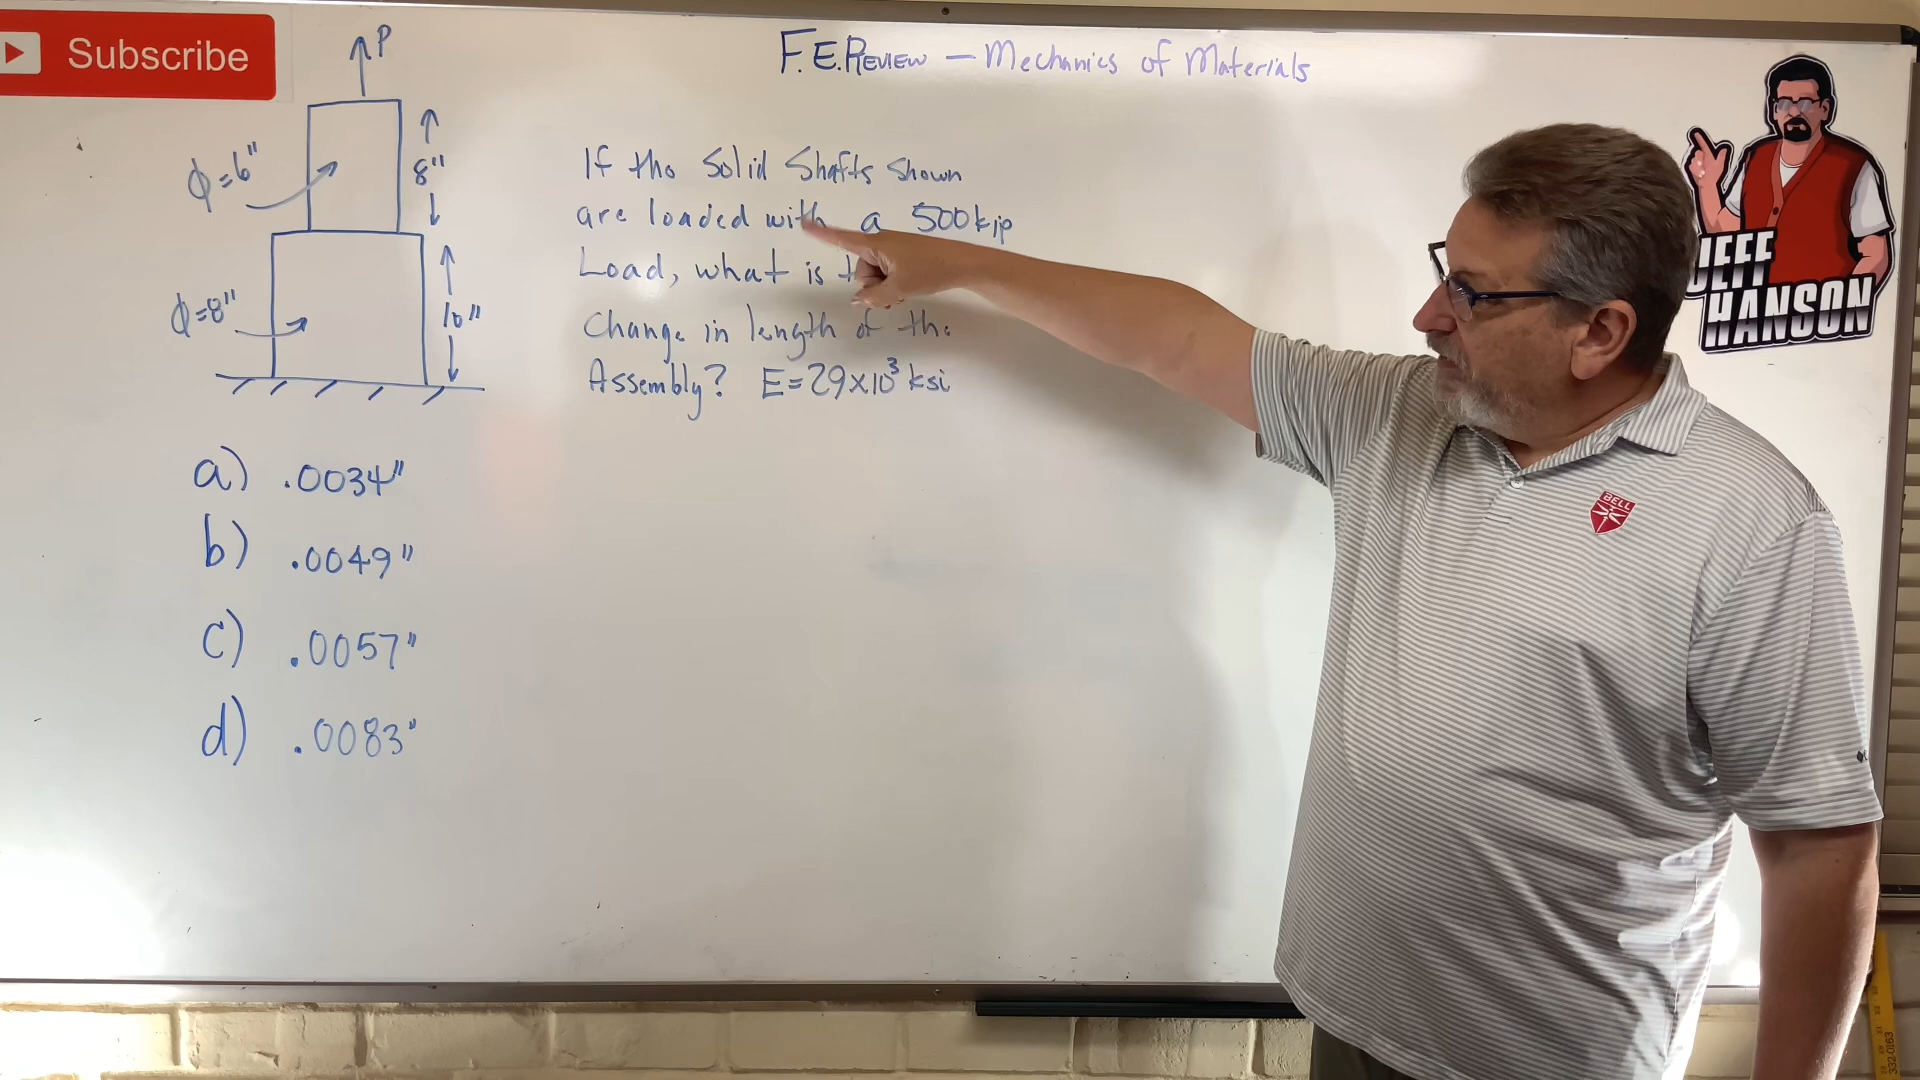 Subscribe
P
F.E. REVIEW - Mechanics of Materials
φ=6"
8"
φ=8"
10"
If the Solid Shafts Shown
are loaded with a 500kip
Load, what is
Change in length of the
Assembly? E=29x10³ ksi
a) .0034"
b) .0049"
c) .0057"
d) .0083"
JEFF
HANSON
BELL